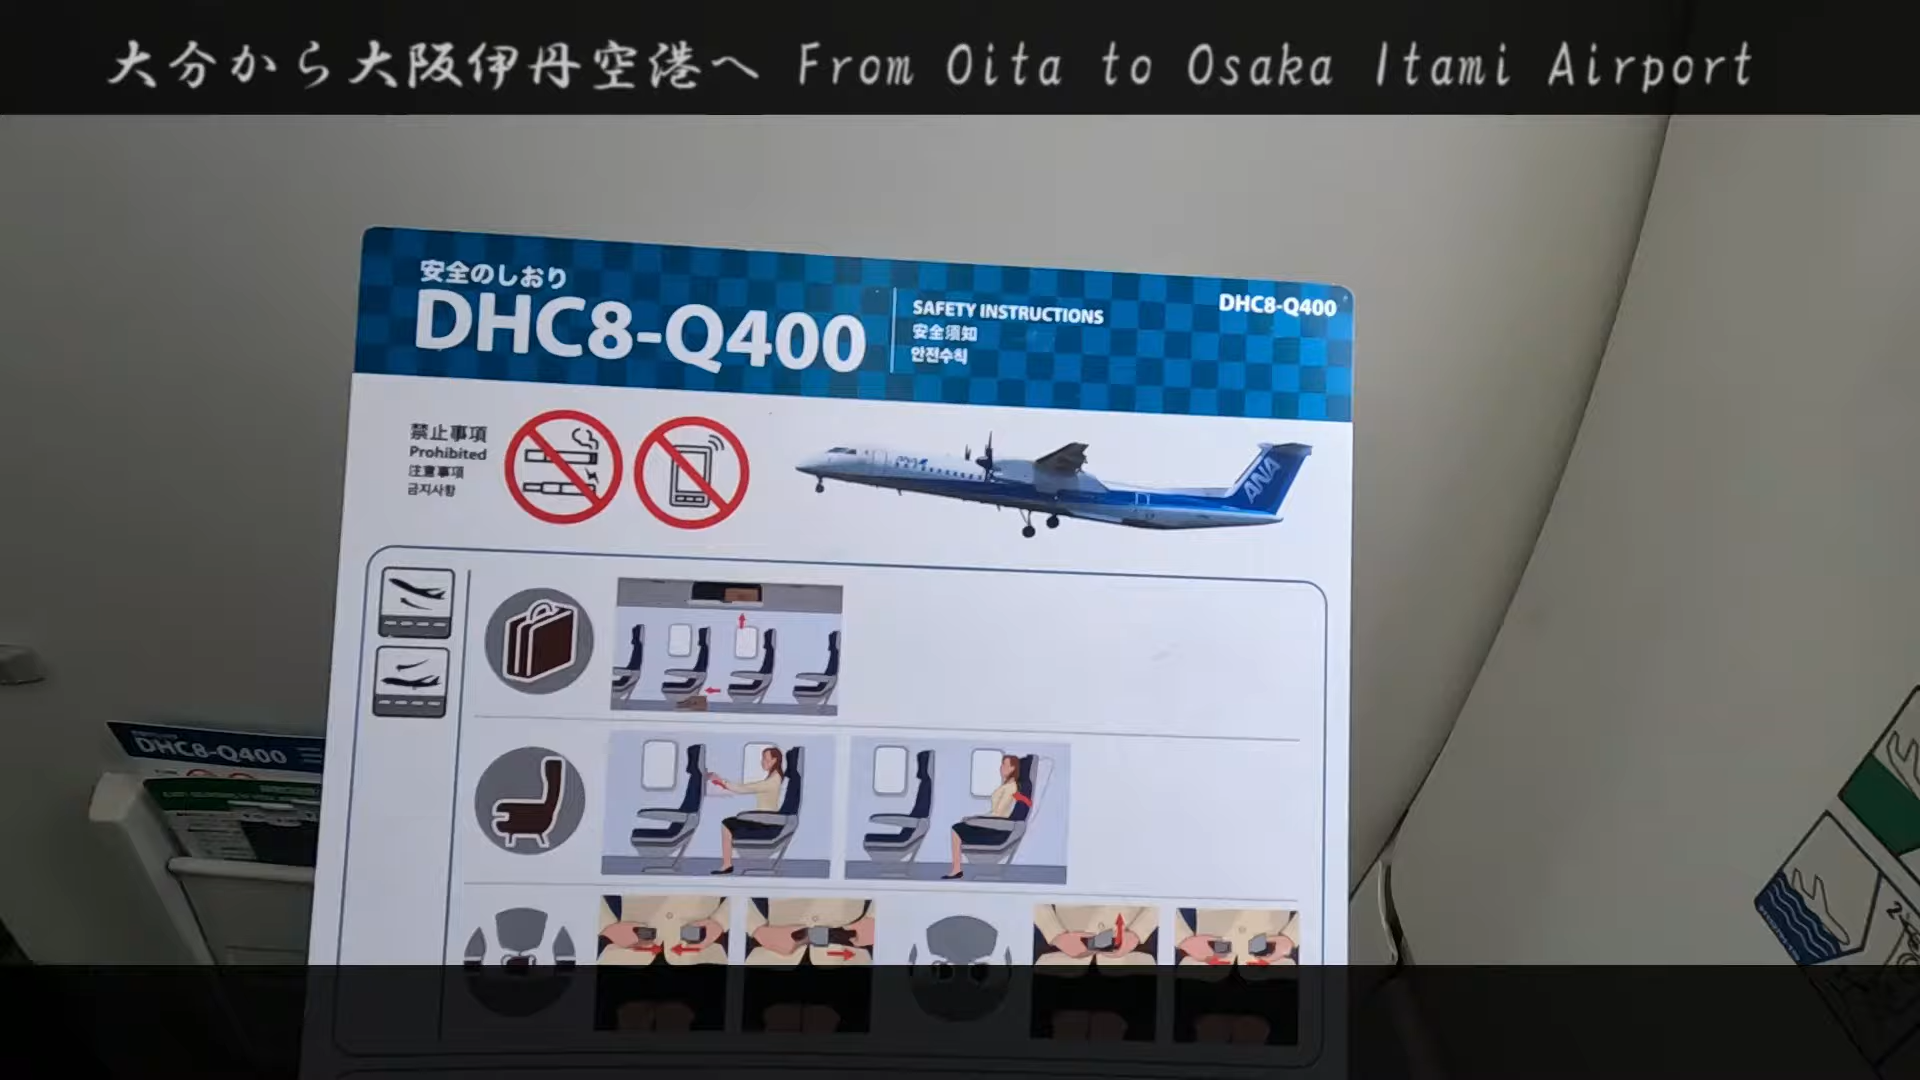 大分から大阪伊丹空港へ From Oita to Osaka Itami Airport
安全のしおり
DHC8-Q400
SAFETY INSTRUCTIONS
安全須知
안전수칙
DHC8-Q400
禁止事項
Prohibited
注意事項
금지사항
ANA
DHC8-Q400